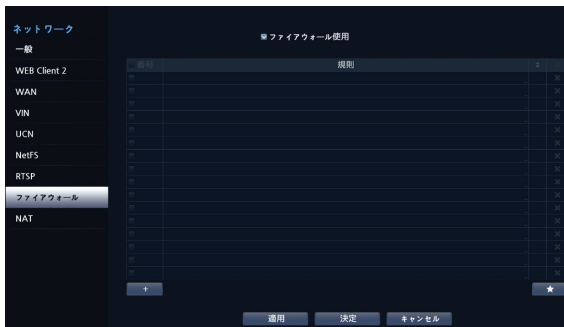 ネットワーク
一般
WEB Client 2
WAN
VIN
UCN
NetFS
RTSP
ファイアウォール
NAT
ファイアウォール使用
番号 規則
+
★
適用 決定 キャンセル